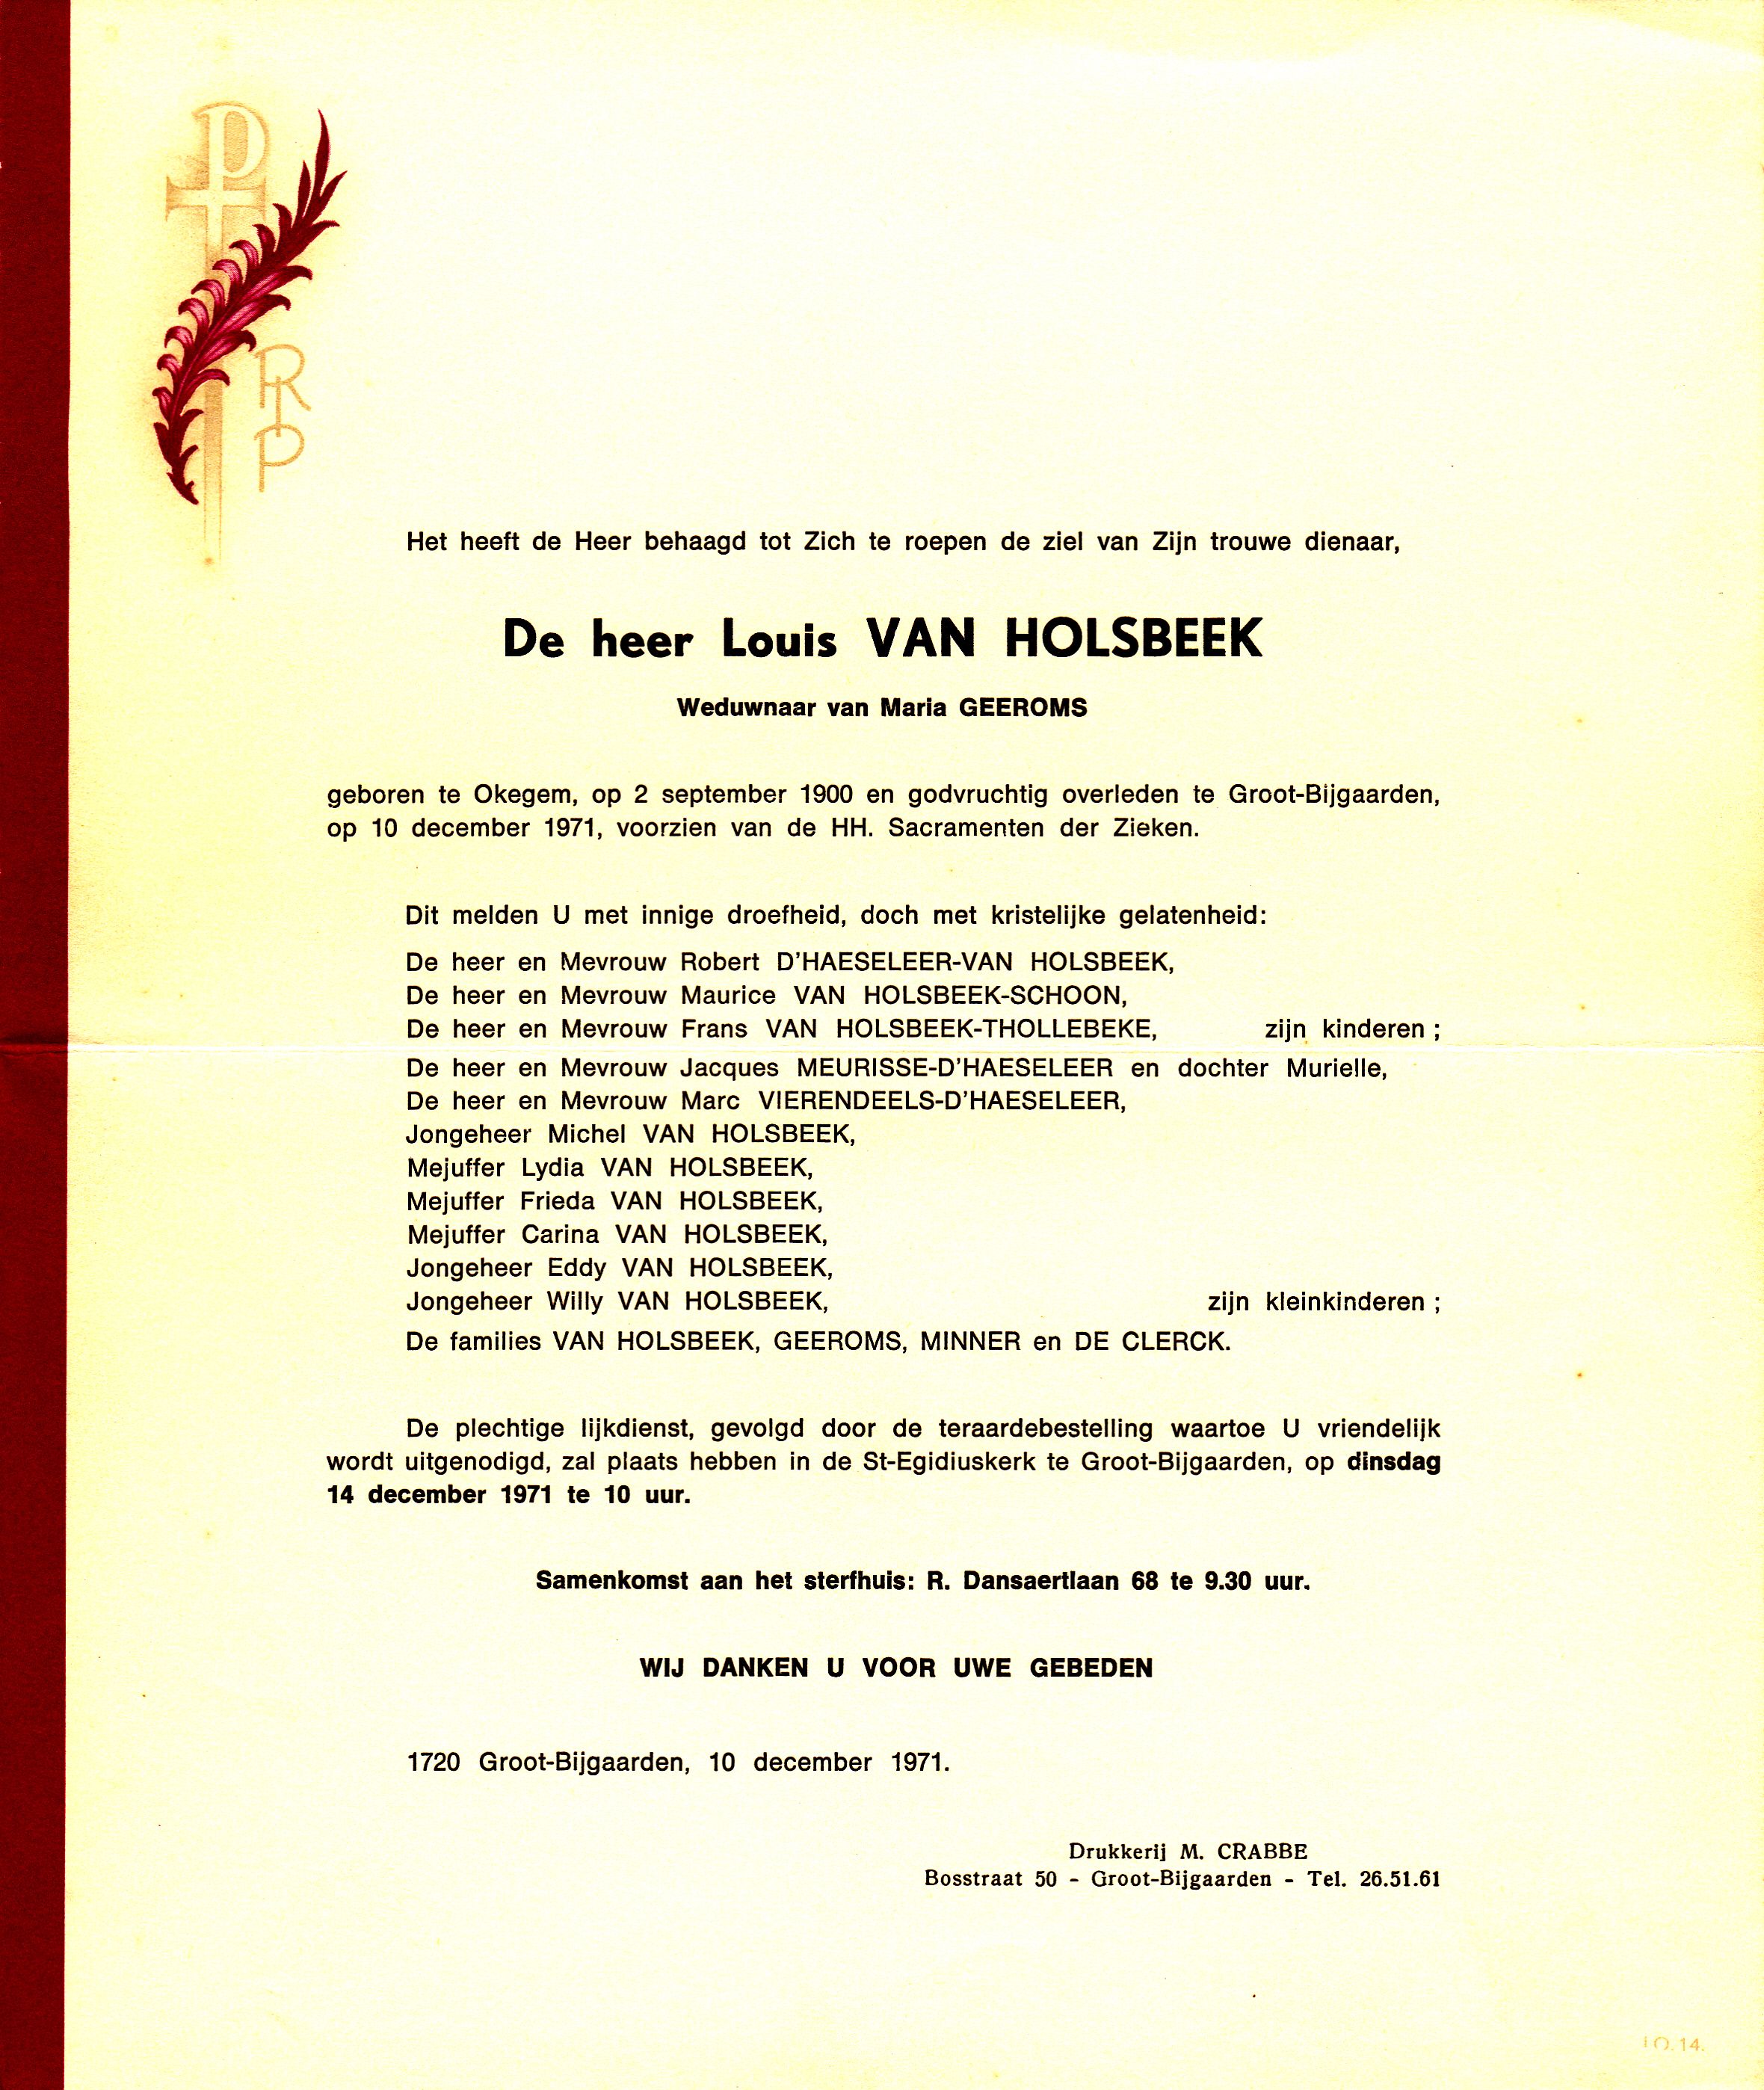 P
R
I
P
Het heeft de Heer behaagd tot Zich te roepen de ziel van Zijn trouwe dienaar,
De heer Louis VAN HOLSBEEK
Weduwnaar van Maria GEEROMS
geboren te Okegem, op 2 september 1900 en godvruchtig overleden te Groot-Bijgaarden,
op 10 december 1971, voorzien van de HH. Sacramenten der Zieken.
Dit melden U met innige droefheid, doch met kristelijke gelatenheid:
De heer en Mevrouw Robert D'HAESELEER-VAN HOLSBEEK,
De heer en Mevrouw Maurice VAN HOLSBEEK-SCHOON,
De heer en Mevrouw Frans VAN HOLSBEEK-THOLLEBEKE, zijn kinderen ;
De heer en Mevrouw Jacques MEURISSE-D'HAESELEER en dochter Murielle,
De heer en Mevrouw Marc VIERENDEELS-D'HAESELEER,
Jongeheer Michel VAN HOLSBEEK,
Mejuffer Lydia VAN HOLSBEEK,
Mejuffer Frieda VAN HOLSBEEK,
Mejuffer Carina VAN HOLSBEEK,
Jongeheer Eddy VAN HOLSBEEK,
Jongeheer Willy VAN HOLSBEEK, zijn kleinkinderen ;
De families VAN HOLSBEEK, GEEROMS, MINNER en DE CLERCK.
De plechtige lijkdienst, gevolgd door de teraardebestelling waartoe U vriendelijk
wordt uitgenodigd, zal plaats hebben in de St-Egidiuskerk te Groot-Bijgaarden, op dinsdag
14 december 1971 te 10 uur.
Samenkomst aan het sterfhuis: R. Dansaertlaan 68 te 9.30 uur.
WIJ DANKEN U VOOR UWE GEBEDEN
1720 Groot-Bijgaarden, 10 december 1971.
Drukkerij M. CRABBE
Bosstraat 50 - Groot-Bijgaarden - Tel. 26.51.61
10.14.